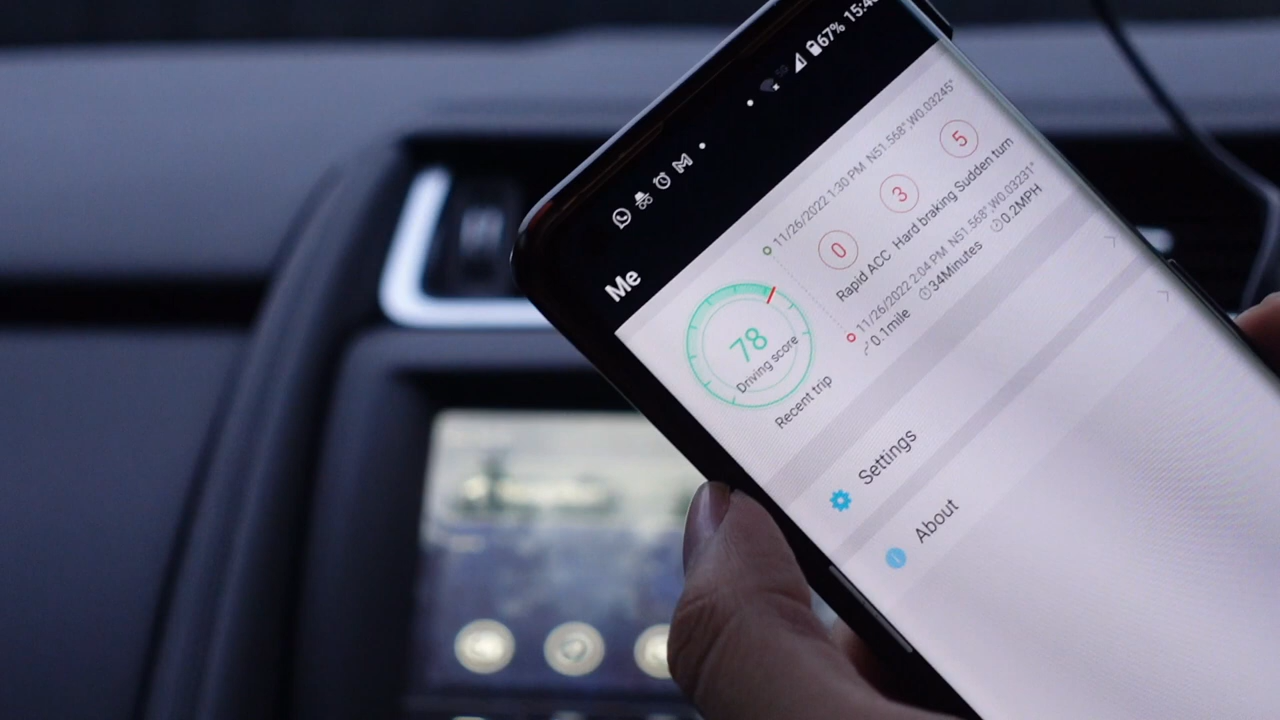 67%
Me
11/26/2022 1:30 PM N51.568°,W0.03245°
0 3 5
Rapid ACC Hard braking Sudden turn
11/26/2022 2:04 PM N51.568°,W0.03231°
0.1mile 34Minutes 0.2MPH
78
Driving score
Recent trip
Settings
About